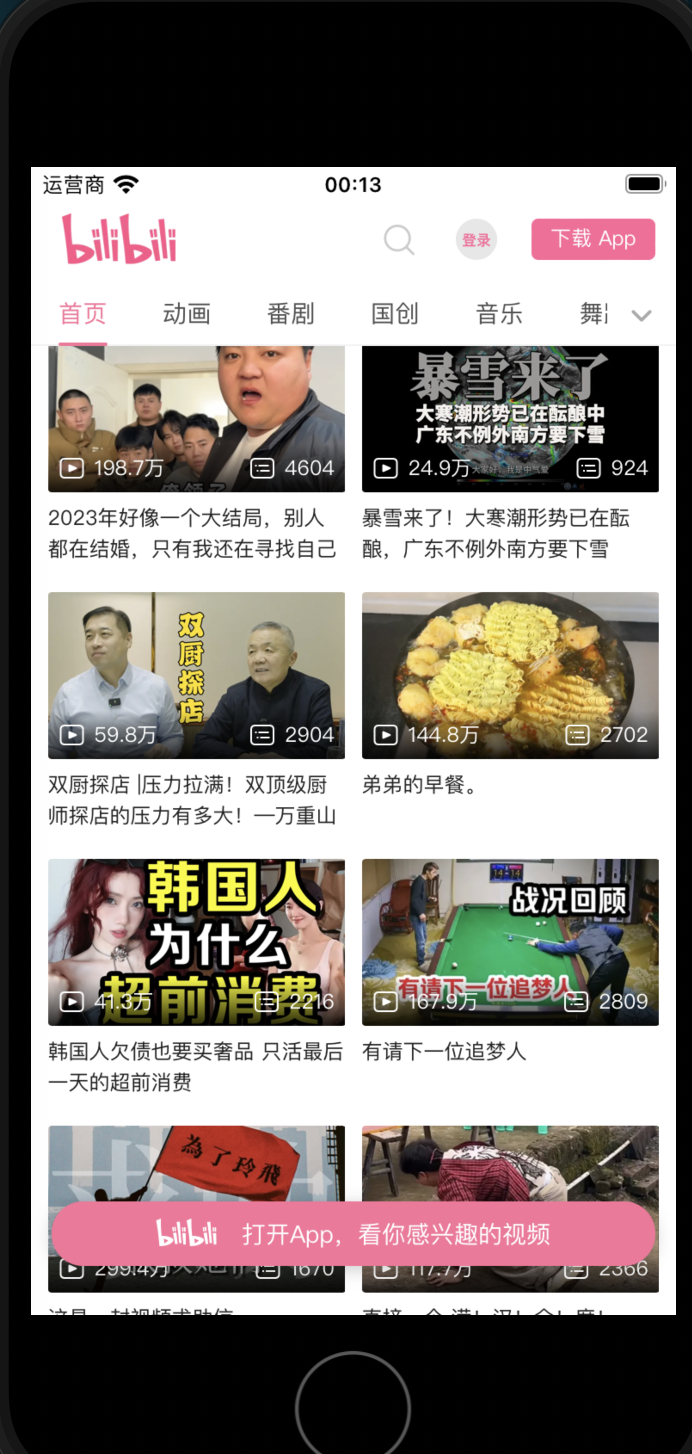 运营商
00:13
bilibili
登录
下载 App
首页 动画 番剧 国创 音乐
198.7万 4604
2023年好像一个大结局，别人
都在结婚，只有我还在寻找自己
暴雪来了
大寒潮形势已在酝酿中
广东不例外南方要下雪
24.9万 924
暴雪来了！大寒潮形势已在酝
酿，广东不例外南方要下雪
双厨探店
59.8万 2904
双厨探店 |压力拉满！双顶级厨
师探店的压力有多大！—万重山
144.8万 2702
弟弟的早餐。
韩国人
为什么
超前消费
41.3万 2216
韩国人欠债也要买奢品 只活最后
一天的超前消费
14-14
战况回顾
有请下一位追梦人
167.9万 2809
有请下一位追梦人
為了玲飛
bilibili 打开App，看你感兴趣的视频
299.4万 1670
117.7万 2366